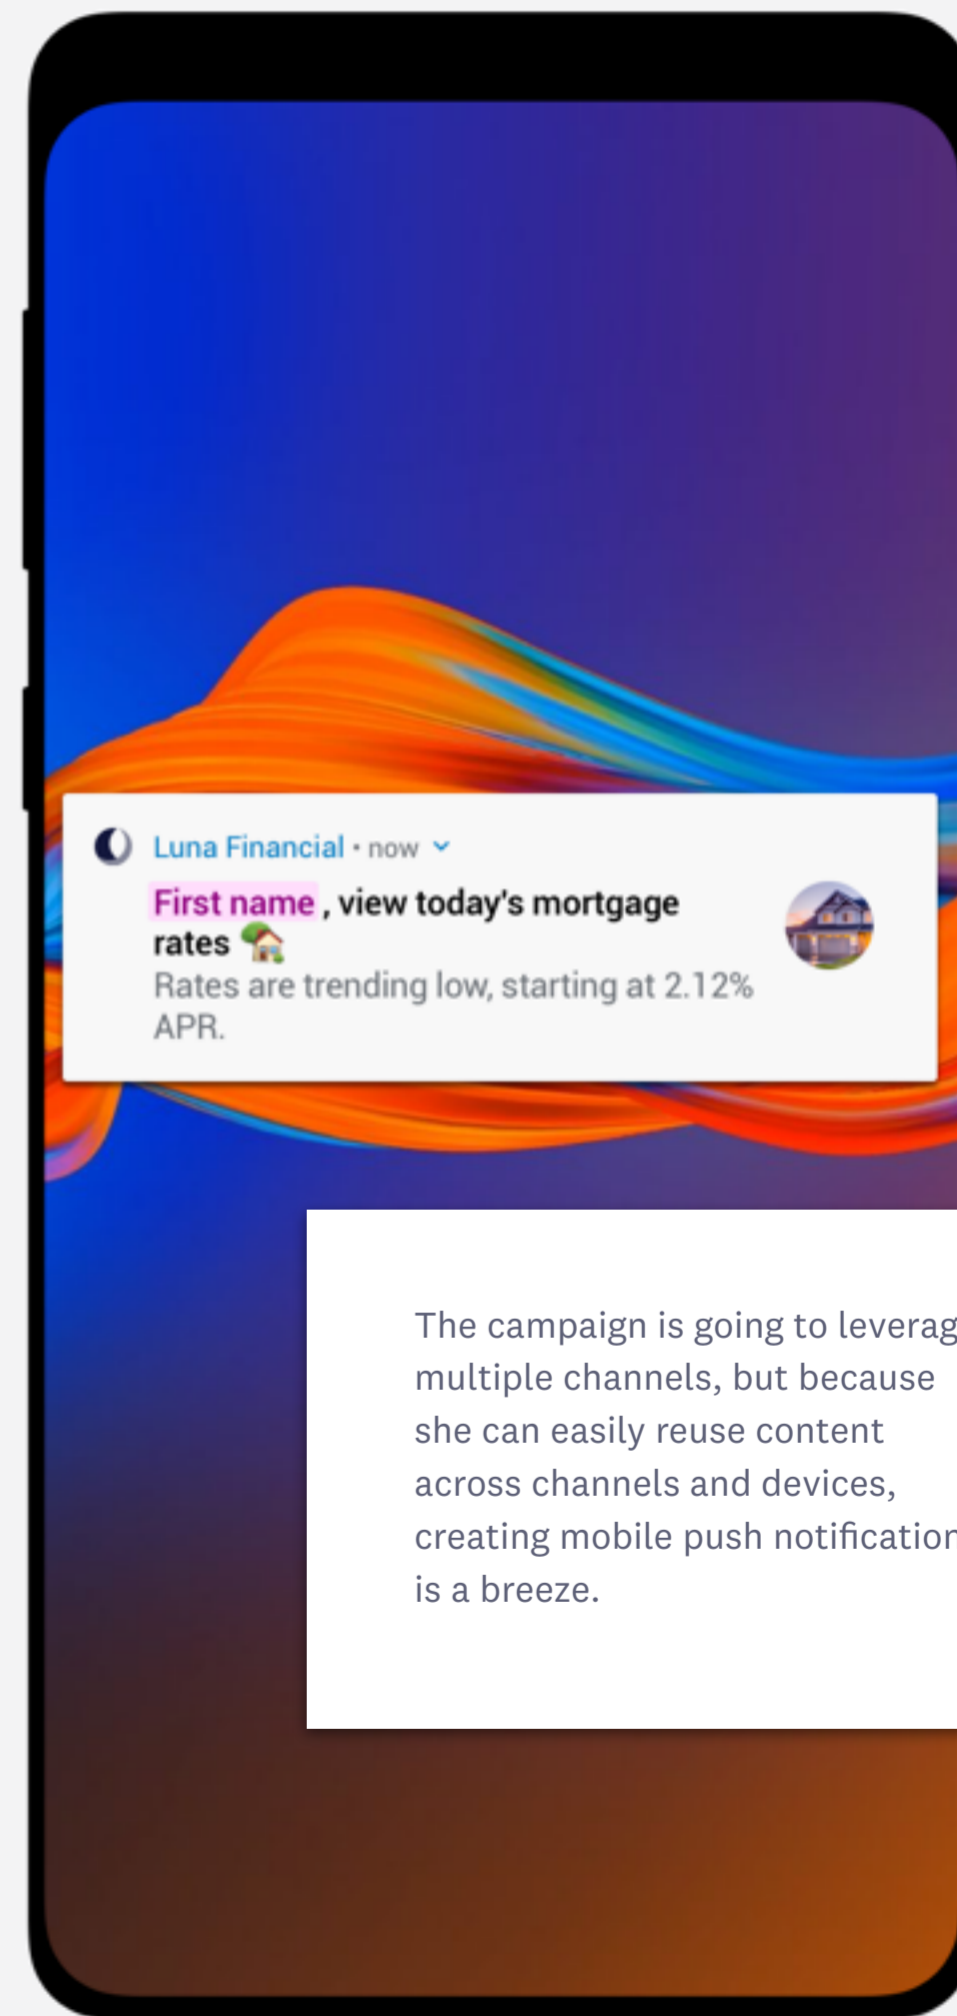 Luna Financial • now
First name , view today's mortgage
rates 🏡
Rates are trending low, starting at 2.12%
APR.
The campaign is going to leverag
multiple channels, but because
she can easily reuse content
across channels and devices,
creating mobile push notification
is a breeze.